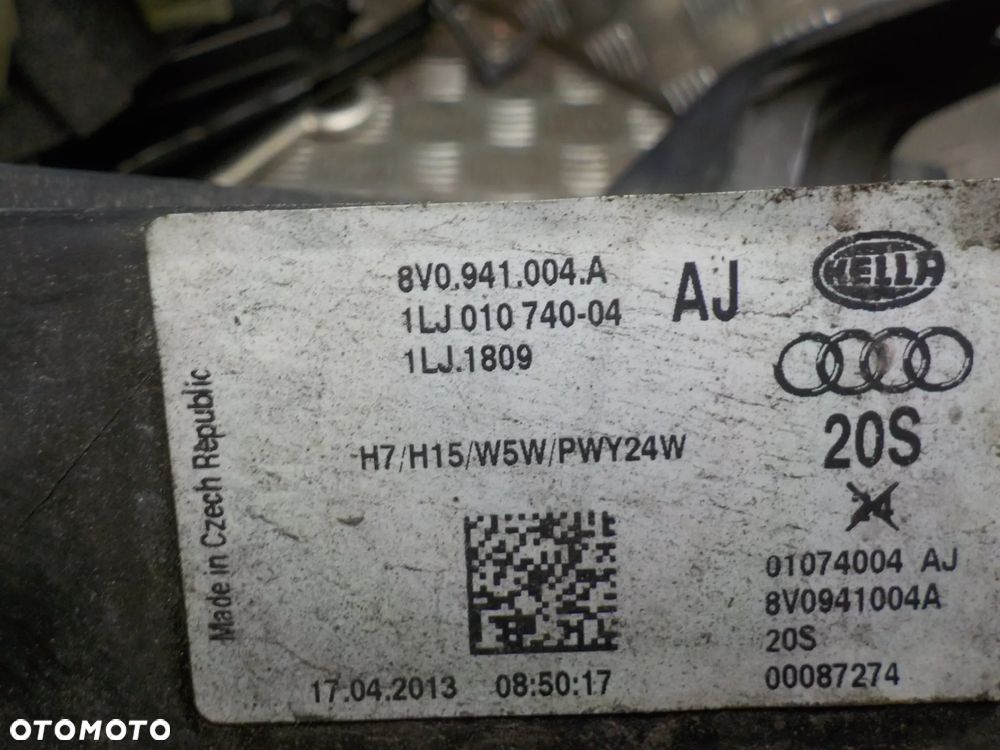 8V0.941.004.A
1LJ 010 740-04
1LJ.1809
AJ
HELLA
20S
24
H7/H15/W5W/PWY24W
Made in Czech Republic
01074004 AJ
8V0941004A
20S
00087274
17.04.2013 08:50:17
OTOMOTO